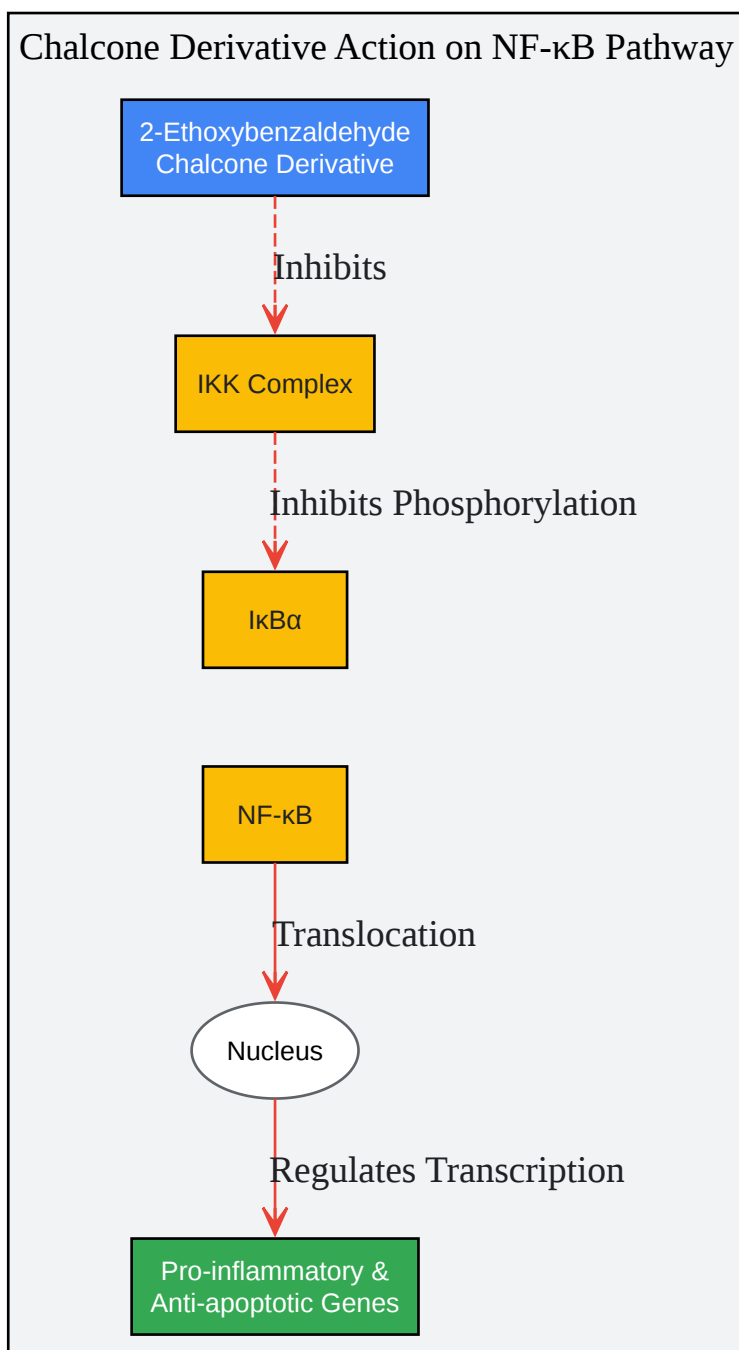 Chalcone Derivative Action on NF-κB Pathway
2-Ethoxybenzaldehyde
Chalcone Derivative
Inhibits
IKK Complex
Inhibits Phosphorylation
IκBα
NF-κB
Translocation
Nucleus
Regulates Transcription
Pro-inflammatory &
Anti-apoptotic Genes